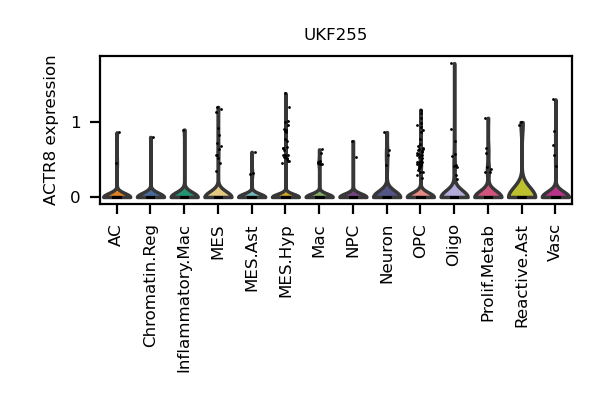 UKF255
ACTR8 expression
1
0
AC
Chromatin.Reg
Inflammatory.Mac
MES
MES.Ast
MES.Hyp
Mac
NPC
Neuron
OPC
Oligo
Prolif.Metab
Reactive.Ast
Vasc